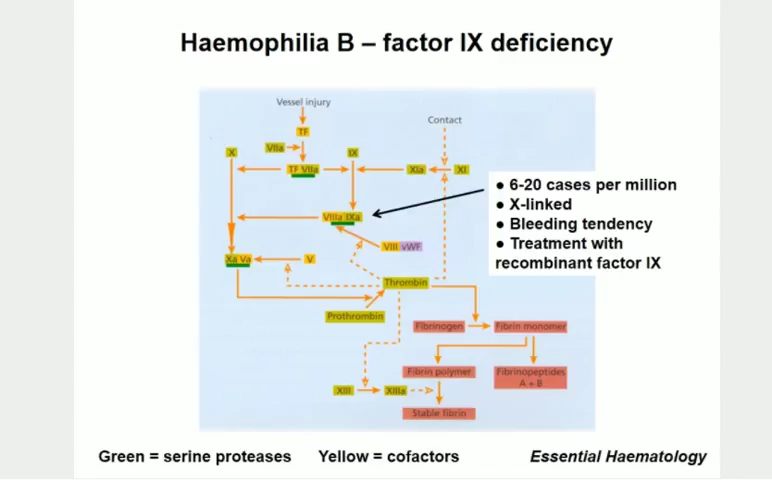 Haemophilia B – factor IX deficiency
Vessel injury
TF
Contact
VIIa
X
IX
TF VIIa
XIa
XI
● 6-20 cases per million
● X-linked
● Bleeding tendency
● Treatment with
recombinant factor IX
VIIIa IXa
VIII vWF
Xa Va
V
Thrombin
Prothrombin
Fibrinogen
Fibrin monomer
Fibrin polymer
Fibrinopeptides
A + B
XIII
XIIIa
Stable fibrin
Green = serine proteases
Yellow = cofactors
Essential Haematology